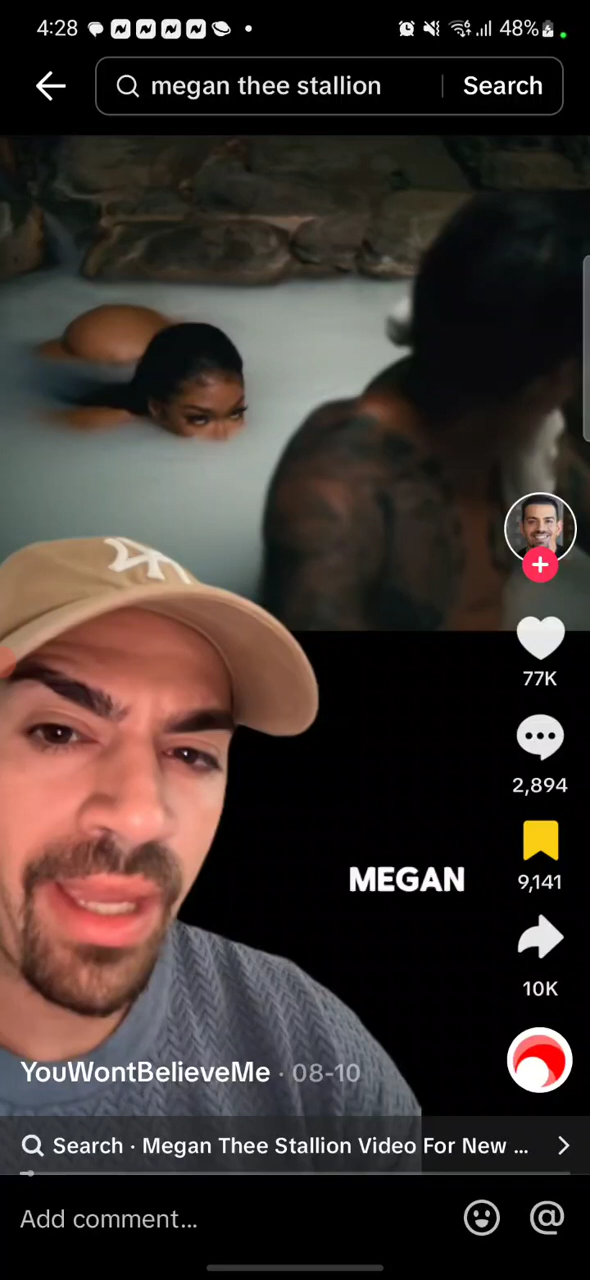 4:28
48%
megan thee stallion
Search
77K
2,894
MEGAN
9,141
10K
YouWontBelieveMe · 08-10
Search · Megan Thee Stallion Video For New ...
Add comment...